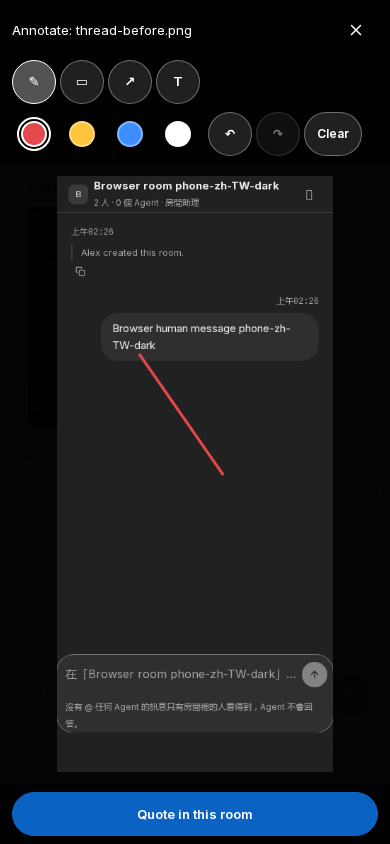 Annotate: thread-before.png
T
Clear
B
Browser room phone-zh-TW-dark
2 人 · 0 個 Agent · 房間助理
上午02:26
Alex created this room.
上午02:26
Browser human message phone-zh-
TW-dark
在「Browser room phone-zh-TW-dark」…
沒有 @ 任何 Agent 的訊息只有房間裡的人看得到，Agent 不會回
答。
Quote in this room